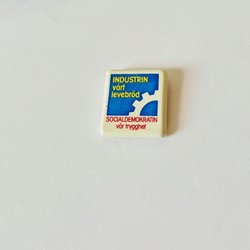 INDUSTRIN
vårt
levebröd
SOCIALDEMOKRATIN
vår trygghet